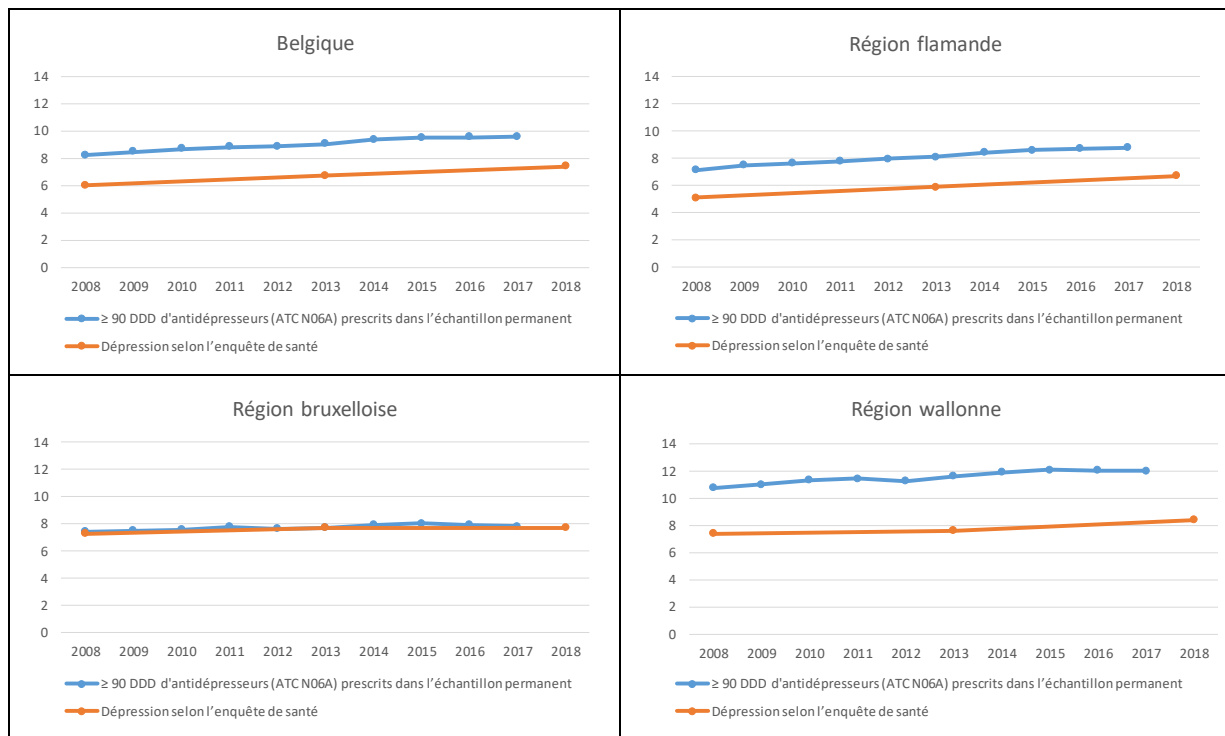 Belgique
14
12
10
8
6
4
2
0
2008 2009 2010 2011 2012 2013 2014 2015 2016 2017 2018
≥ 90 DDD d'antidépresseurs (ATC N06A) prescrits dans l'échantillon permanent
Dépression selon l'enquête de santé
Région flamande
14
12
10
8
6
4
2
0
2008 2009 2010 2011 2012 2013 2014 2015 2016 2017 2018
≥ 90 DDD d'antidépresseurs (ATC N06A) prescrits dans l'échantillon permanent
Dépression selon l'enquête de santé
Région bruxelloise
14
12
10
8
6
4
2
0
2008 2009 2010 2011 2012 2013 2014 2015 2016 2017 2018
≥ 90 DDD d'antidépresseurs (ATC N06A) prescrits dans l'échantillon permanent
Dépression selon l'enquête de santé
Région wallonne
14
12
10
8
6
4
2
0
2008 2009 2010 2011 2012 2013 2014 2015 2016 2017 2018
≥ 90 DDD d'antidépresseurs (ATC N06A) prescrits dans l'échantillon permanent
Dépression selon l'enquête de santé